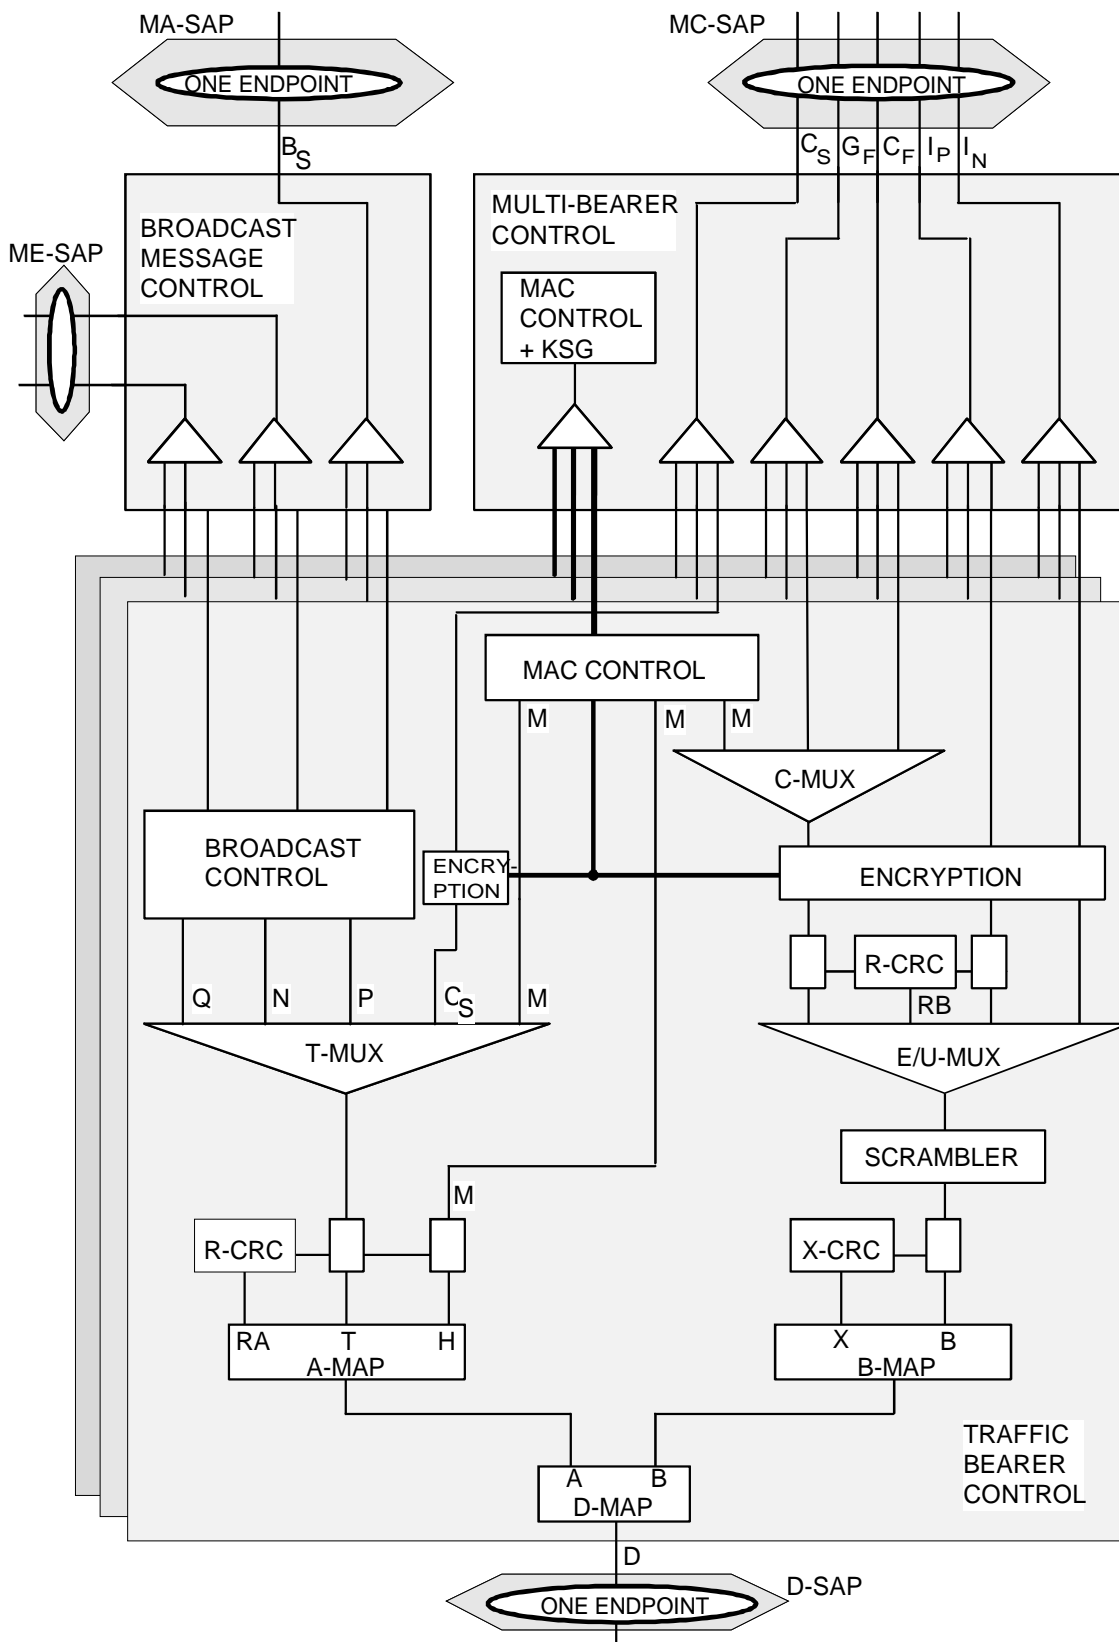 MA-SAP
MC-SAP
ONE ENDPOINT
ONE ENDPOINT
BS
CS
GF
CF
IP
IN
ME-SAP
BROADCAST
MESSAGE
CONTROL
MULTI-BEARER
CONTROL
MAC
CONTROL
+ KSG
MAC CONTROL
M
M
M
C-MUX
BROADCAST
CONTROL
ENCRY-
PTION
ENCRYPTION
R-CRC
Q
N
P
CS
M
RB
T-MUX
E/U-MUX
SCRAMBLER
M
R-CRC
X-CRC
RA
T
H
A-MAP
X
B
B-MAP
TRAFFIC
BEARER
CONTROL
A
B
D-MAP
D
D-SAP
ONE ENDPOINT